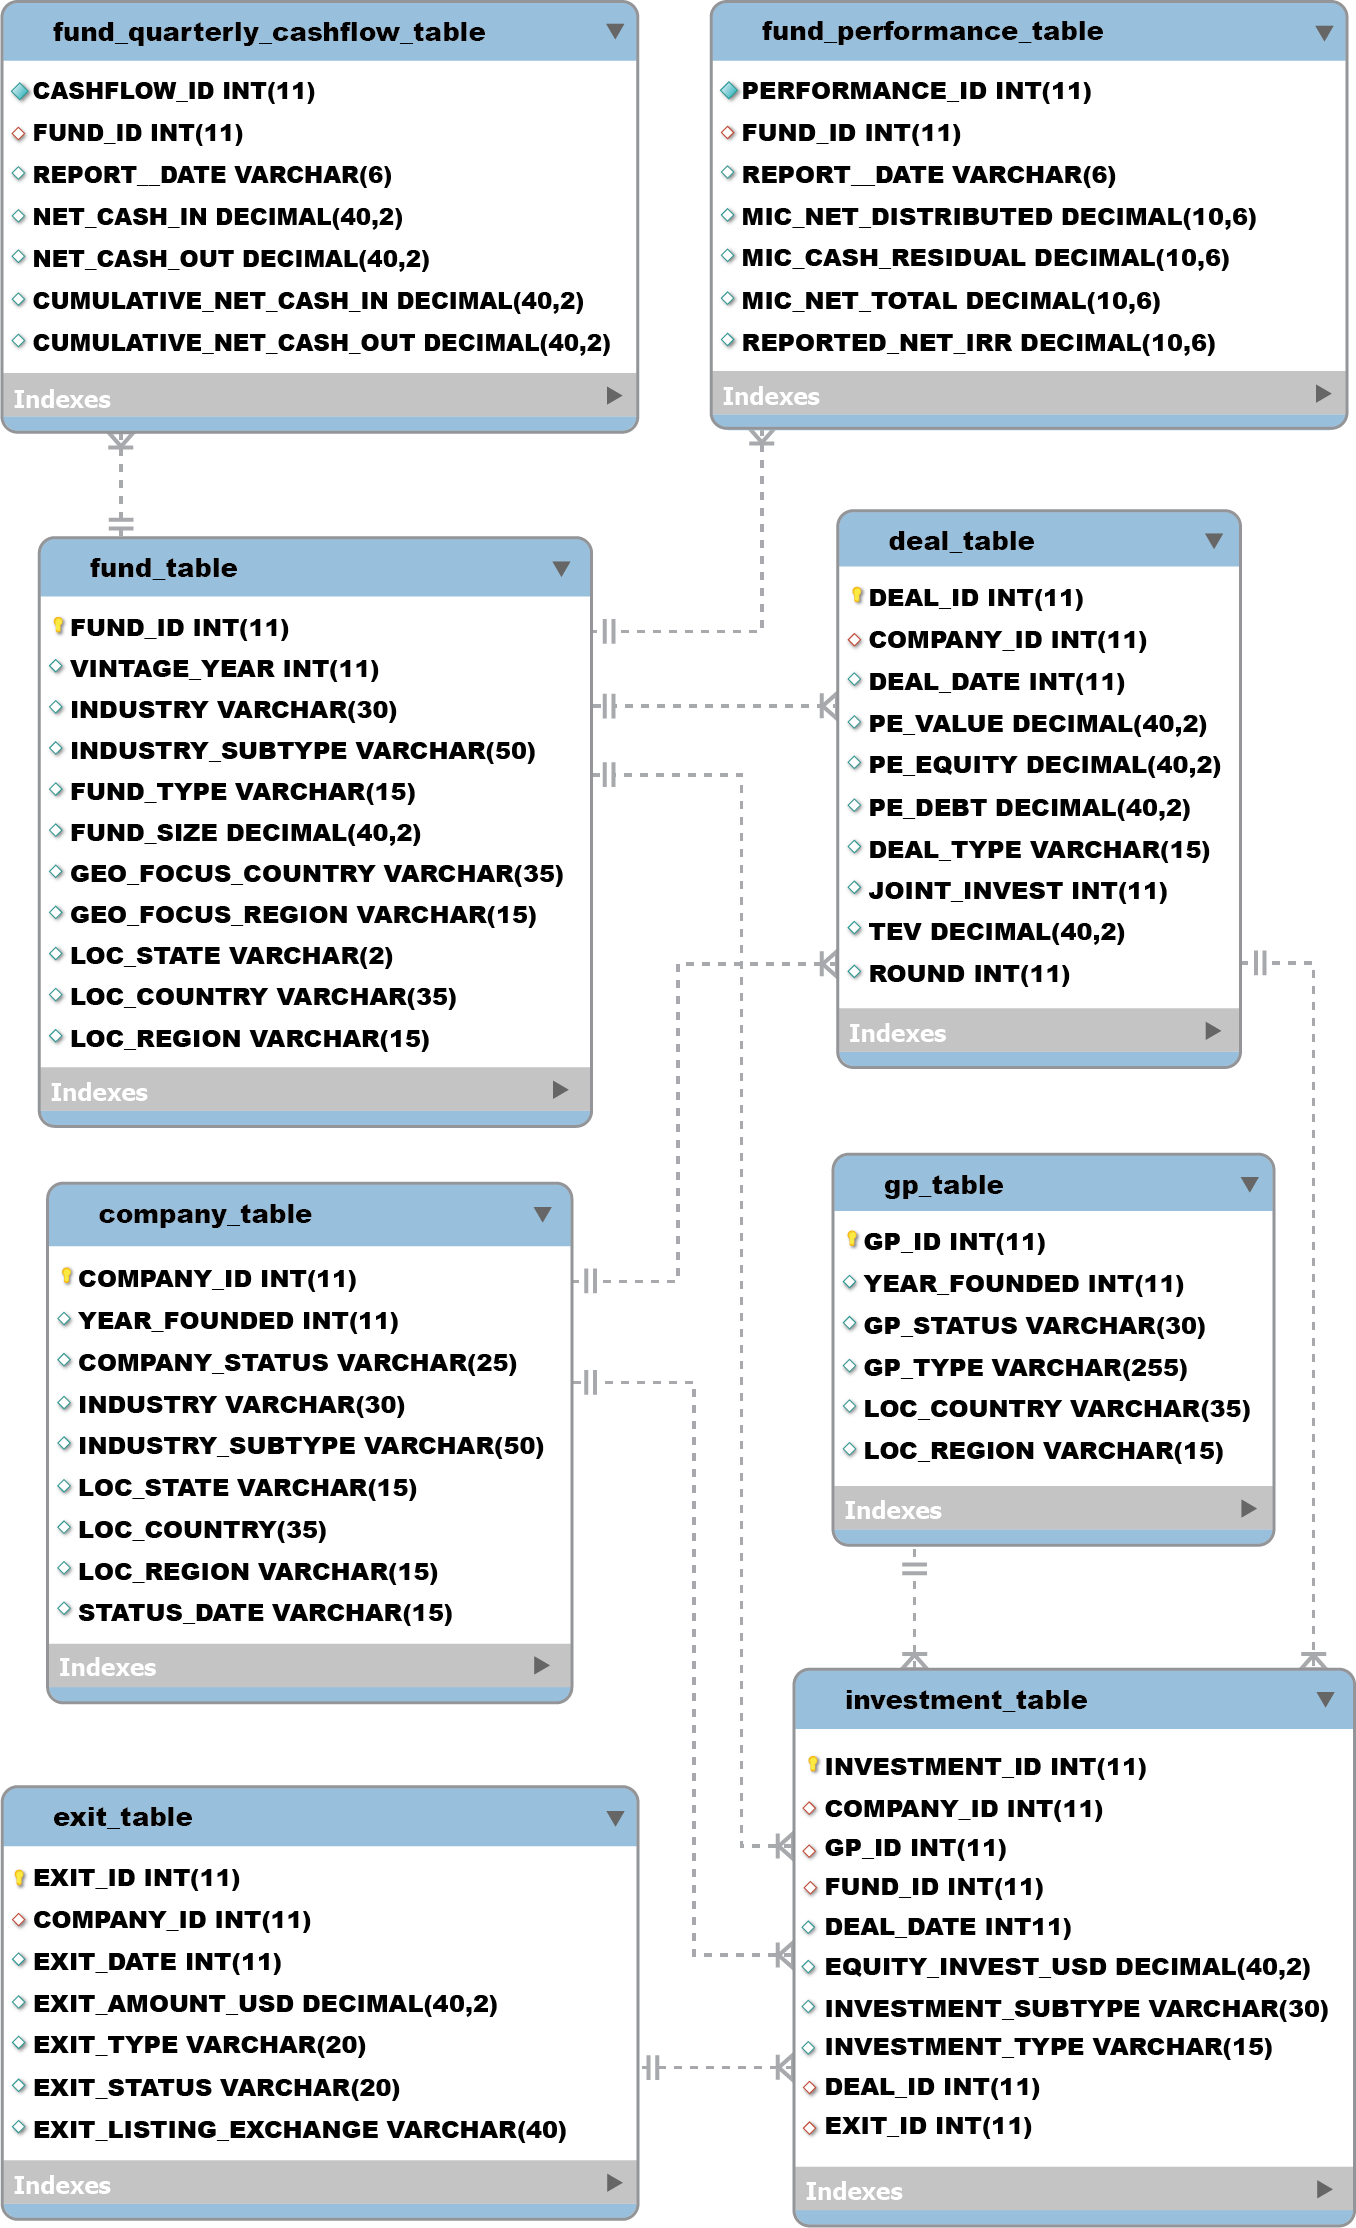 fund_quarterly_cashflow_table
CASHFLOW_ID INT(11)
FUND_ID INT(11)
REPORT__DATE VARCHAR(6)
NET_CASH_IN DECIMAL(40,2)
NET_CASH_OUT DECIMAL(40,2)
CUMULATIVE_NET_CASH_IN DECIMAL(40,2)
CUMULATIVE_NET_CASH_OUT DECIMAL(40,2)
Indexes
fund_performance_table
PERFORMANCE_ID INT(11)
FUND_ID INT(11)
REPORT__DATE VARCHAR(6)
MIC_NET_DISTRIBUTED DECIMAL(10,6)
MIC_CASH_RESIDUAL DECIMAL(10,6)
MIC_NET_TOTAL DECIMAL(10,6)
REPORTED_NET_IRR DECIMAL(10,6)
Indexes
fund_table
FUND_ID INT(11)
VINTAGE_YEAR INT(11)
INDUSTRY VARCHAR(30)
INDUSTRY_SUBTYPE VARCHAR(50)
FUND_TYPE VARCHAR(15)
FUND_SIZE DECIMAL(40,2)
GEO_FOCUS_COUNTRY VARCHAR(35)
GEO_FOCUS_REGION VARCHAR(15)
LOC_STATE VARCHAR(2)
LOC_COUNTRY VARCHAR(35)
LOC_REGION VARCHAR(15)
Indexes
deal_table
DEAL_ID INT(11)
COMPANY_ID INT(11)
DEAL_DATE INT(11)
PE_VALUE DECIMAL(40,2)
PE_EQUITY DECIMAL(40,2)
PE_DEBT DECIMAL(40,2)
DEAL_TYPE VARCHAR(15)
JOINT_INVEST INT(11)
TEV DECIMAL(40,2)
ROUND INT(11)
Indexes
company_table
COMPANY_ID INT(11)
YEAR_FOUNDED INT(11)
COMPANY_STATUS VARCHAR(25)
INDUSTRY VARCHAR(30)
INDUSTRY_SUBTYPE VARCHAR(50)
LOC_STATE VARCHAR(15)
LOC_COUNTRY(35)
LOC_REGION VARCHAR(15)
STATUS_DATE VARCHAR(15)
Indexes
gp_table
GP_ID INT(11)
YEAR_FOUNDED INT(11)
GP_STATUS VARCHAR(30)
GP_TYPE VARCHAR(255)
LOC_COUNTRY VARCHAR(35)
LOC_REGION VARCHAR(15)
Indexes
exit_table
EXIT_ID INT(11)
COMPANY_ID INT(11)
EXIT_DATE INT(11)
EXIT_AMOUNT_USD DECIMAL(40,2)
EXIT_TYPE VARCHAR(20)
EXIT_STATUS VARCHAR(20)
EXIT_LISTING_EXCHANGE VARCHAR(40)
Indexes
investment_table
INVESTMENT_ID INT(11)
COMPANY_ID INT(11)
GP_ID INT(11)
FUND_ID INT(11)
DEAL_DATE INT11)
EQUITY_INVEST_USD DECIMAL(40,2)
INVESTMENT_SUBTYPE VARCHAR(30)
INVESTMENT_TYPE VARCHAR(15)
DEAL_ID INT(11)
EXIT_ID INT(11)
Indexes